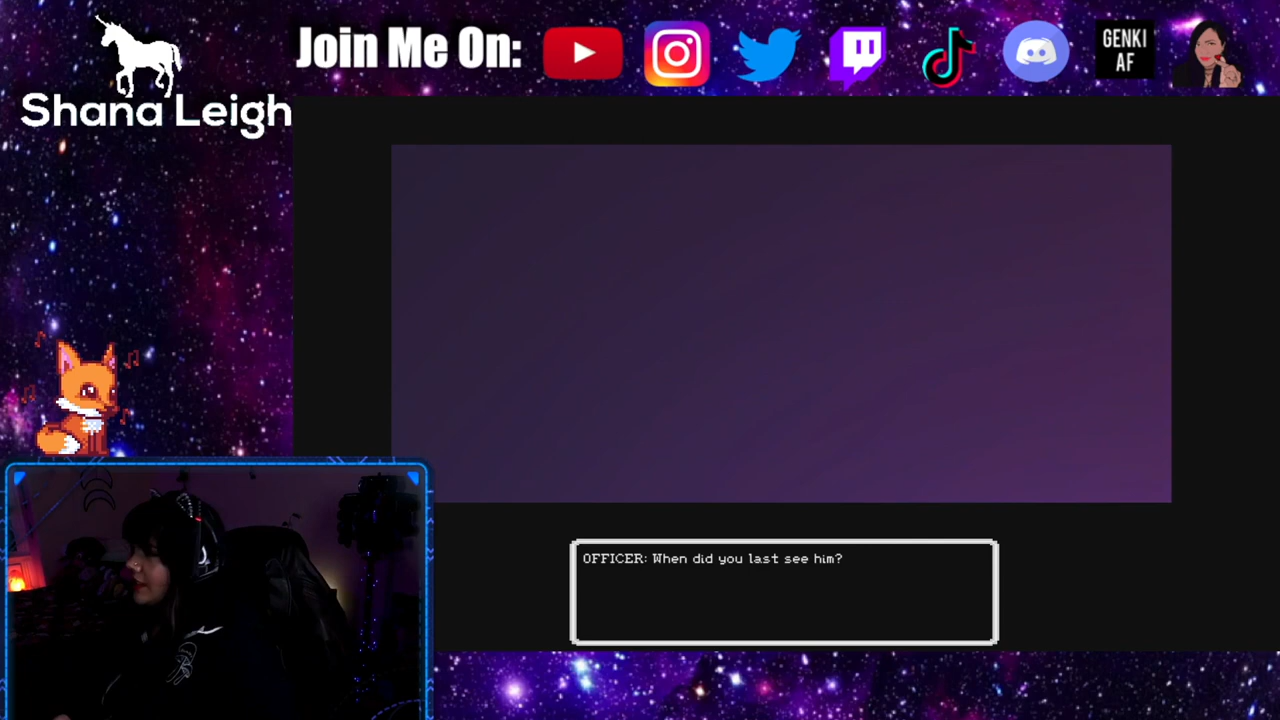 Join Me On:
GENKI
AF
Shana Leigh
OFFICER: When did you last see him?